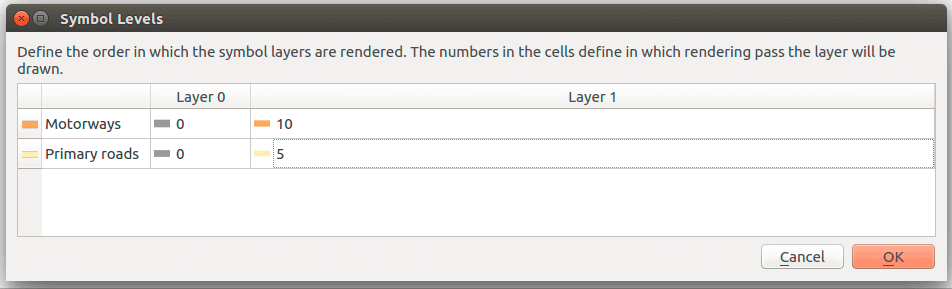 Symbol Levels
Define the order in which the symbol layers are rendered. The numbers in the cells define in which rendering pass the layer will be
drawn.
Layer 0 Layer 1
Motorways 0 10
Primary roads 0 5
Cancel OK